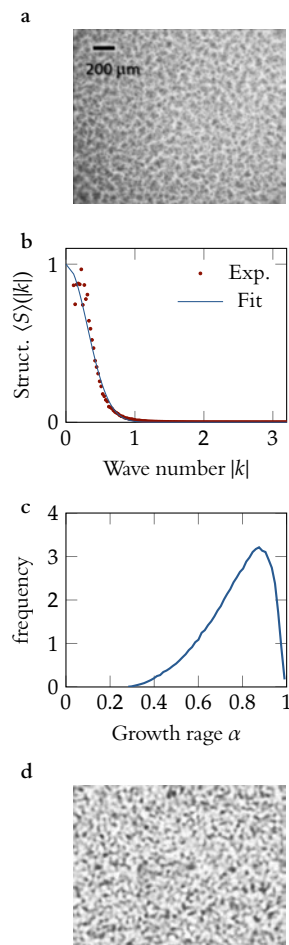 a
200 μm
b
Struct. ⟨S⟩(|k|)
1
0
Exp.
Fit
0 1 2 3
Wave number |k|
c
frequency
4
3
2
1
0
0 0.2 0.4 0.6 0.8 1
Growth rage α
d